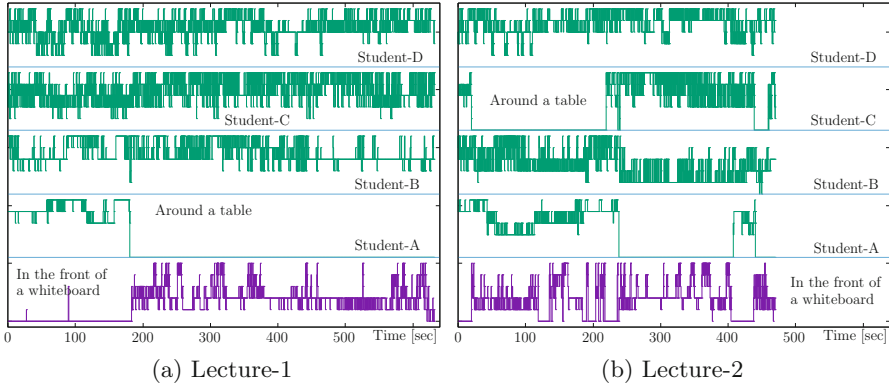 Student-D
Student-C
Student-B
Around a table
Student-A
In the front of
a whiteboard
0 100 200 300 400 500 Time [sec]
(a) Lecture-1
Student-D
Around a table
Student-C
Student-B
Student-A
In the front of
a whiteboard
0 100 200 300 400 500 Time [sec]
(b) Lecture-2